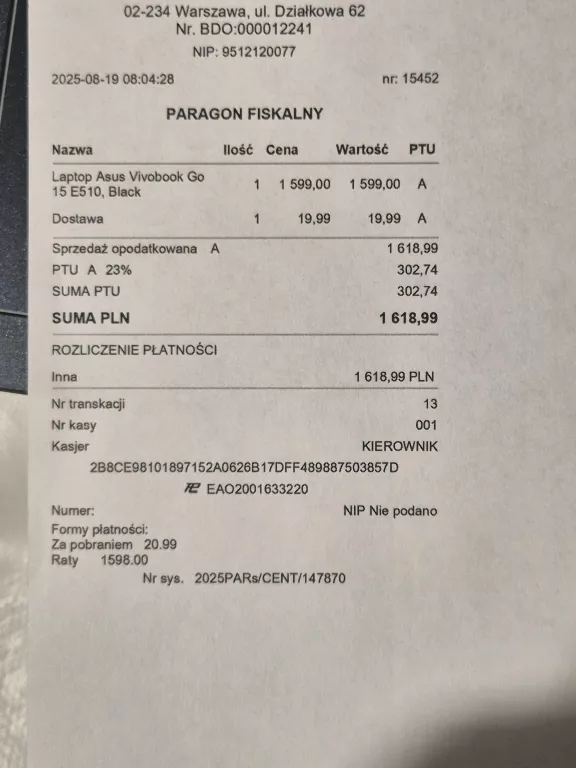 02-234 Warszawa, ul. Działkowa 62
Nr. BDO:000012241
NIP: 9512120077
2025-08-19 08:04:28 nr: 15452
PARAGON FISKALNY
Nazwa Ilość Cena Wartość PTU
Laptop Asus Vivobook Go
15 E510, Black 1 1 599,00 1 599,00 A
Dostawa 1 19,99 19,99 A
Sprzedaż opodatkowana A 1 618,99
PTU A 23% 302,74
SUMA PTU 302,74
SUMA PLN 1 618,99
ROZLICZENIE PŁATNOŚCI
Inna 1 618,99 PLN
Nr transkacji 13
Nr kasy 001
Kasjer KIEROWNIK
2B8CE98101897152A0626B17DFF489887503857D
EAO2001633220
Numer: NIP Nie podano
Formy płatności:
Za pobraniem 20.99
Raty 1598.00
Nr sys. 2025PARs/CENT/147870